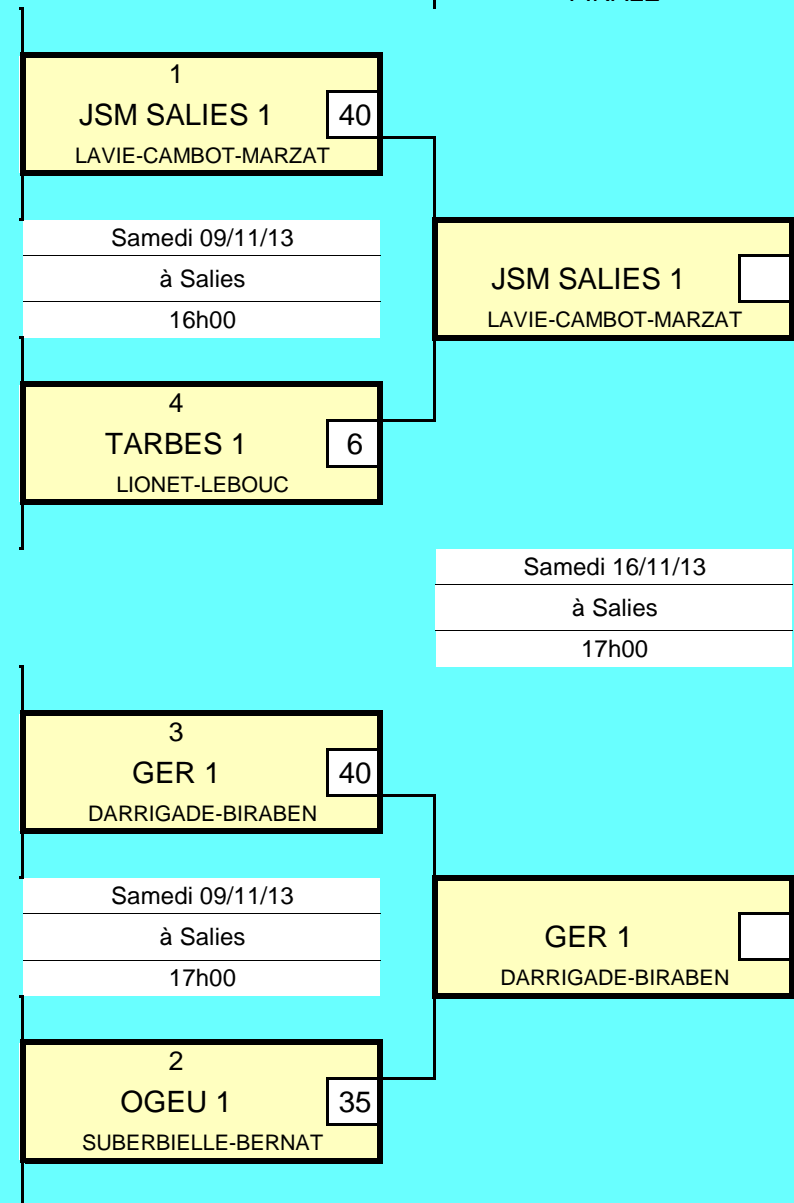 1
JSM SALIES 1
40
LAVIE-CAMBOT-MARZAT
Samedi 09/11/13
à Salies
16h00
4
TARBES 1
6
LIONET-LEBOUC
JSM SALIES 1
LAVIE-CAMBOT-MARZAT
Samedi 16/11/13
à Salies
17h00
3
GER 1
40
DARRIGADE-BIRABEN
Samedi 09/11/13
à Salies
17h00
2
OGEU 1
35
SUBERBIELLE-BERNAT
GER 1
DARRIGADE-BIRABEN